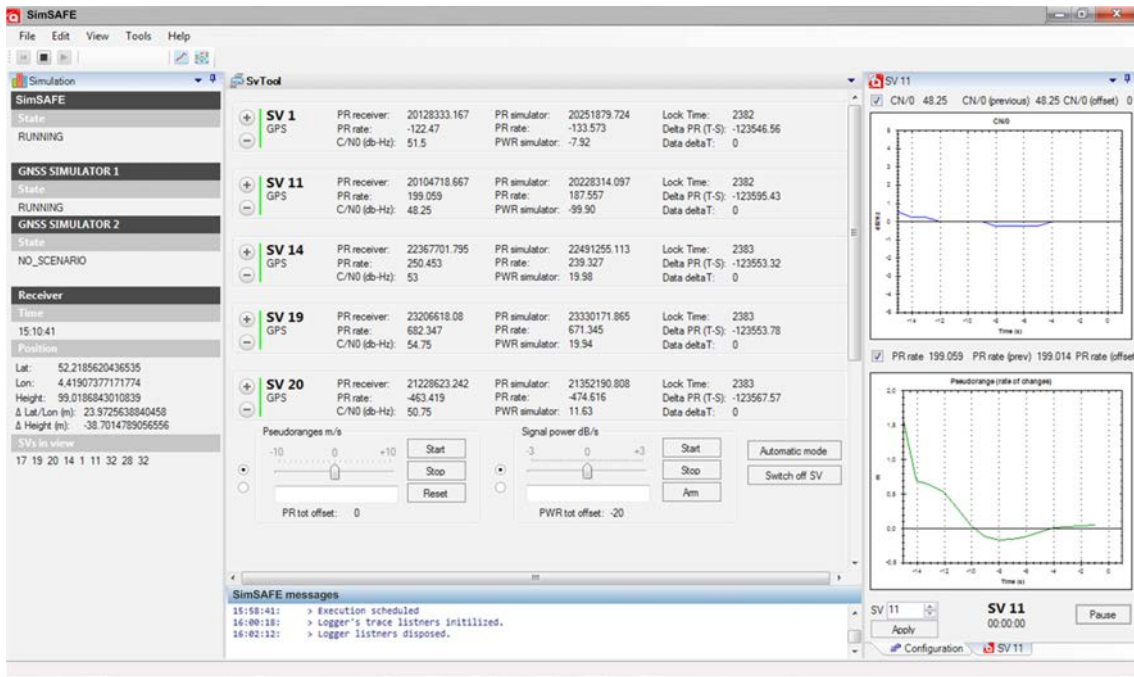 SimSAFE
File Edit View Tools Help
Simulation
SimSAFE
State
RUNNING
GNSS SIMULATOR 1
State
RUNNING
GNSS SIMULATOR 2
State
NO_SCENARIO
Receiver
Time
15:10:41
Position
Lat: 52,2185620436535
Lon: 4,41907377171774
Height: 99,0186843010839
Δ Lat/Lon (m): 23.9725638840458
Δ Height (m): -38.7014789056556
SVs in view
17 19 20 14 1 11 32 28 32
SvTool
SV 1 PR receiver: 20128333.167 PR simulator: 20251879.724 Lock Time: 2382
GPS PR rate: -122.47 PR rate: -133.573 Delta PR (T-S): -123546.56
C/N0 (db-Hz): 51.5 PWR simulator: -7.92 Data deltaT: 0
SV 11 PR receiver: 20104718.667 PR simulator: 20228314.097 Lock Time: 2382
GPS PR rate: 199.059 PR rate: 187.557 Delta PR (T-S): -123595.43
C/N0 (db-Hz): 48.25 PWR simulator: -99.90 Data deltaT: 0
SV 14 PR receiver: 22367701.795 PR simulator: 22491255.113 Lock Time: 2383
GPS PR rate: 250.453 PR rate: 239.327 Delta PR (T-S): -123553.32
C/N0 (db-Hz): 53 PWR simulator: 19.98 Data deltaT: 0
SV 19 PR receiver: 23206618.08 PR simulator: 23330171.865 Lock Time: 2383
GPS PR rate: 682.347 PR rate: 671.345 Delta PR (T-S): -123553.78
C/N0 (db-Hz): 54.75 PWR simulator: 19.94 Data deltaT: 0
SV 20 PR receiver: 21228623.242 PR simulator: 21352190.808 Lock Time: 2383
GPS PR rate: -463.419 PR rate: -474.616 Delta PR (T-S): -123567.57
C/N0 (db-Hz): 50.75 PWR simulator: 11.63 Data deltaT: 0
Pseudoranges m/s
-10 0 +10
Start
Stop
Reset
PR tot offset: 0
Signal power dB/s
-3 0 +3
Start
Stop
Arm
PWR tot offset: -20
Automatic mode
Switch off SV
SimSAFE messages
15:58:41: > Execution scheduled
16:00:18: > Logger's trace listners initilized.
16:02:12: > Logger listners disposed.
SV 11
CN/0 48.25 CN/0 (previous) 48.25 CN/0 (offset) 0
CN/0
Time (s)
PR rate 199.059 PR rate (prev) 199.014 PR rate (offset
Pseudorange (rate of changes)
m
Time (s)
SV 11
Apply
SV 11
00:00:00
Pause
Configuration SV 11